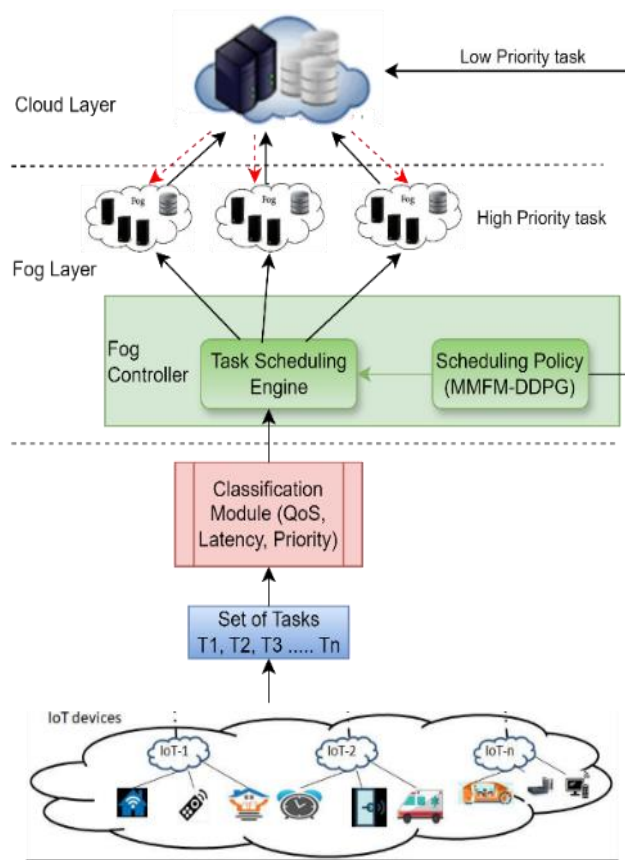 Low Priority task
Cloud Layer
Fog
Fog
Fog
High Priority task
Fog Layer
Fog
Controller
Task Scheduling
Engine
Scheduling Policy
(MMFM-DDPG)
Classification
Module (QoS,
Latency, Priority)
Set of Tasks
T1, T2, T3 ..... Tn
IoT devices
IoT-1
IoT-2
IoT-n